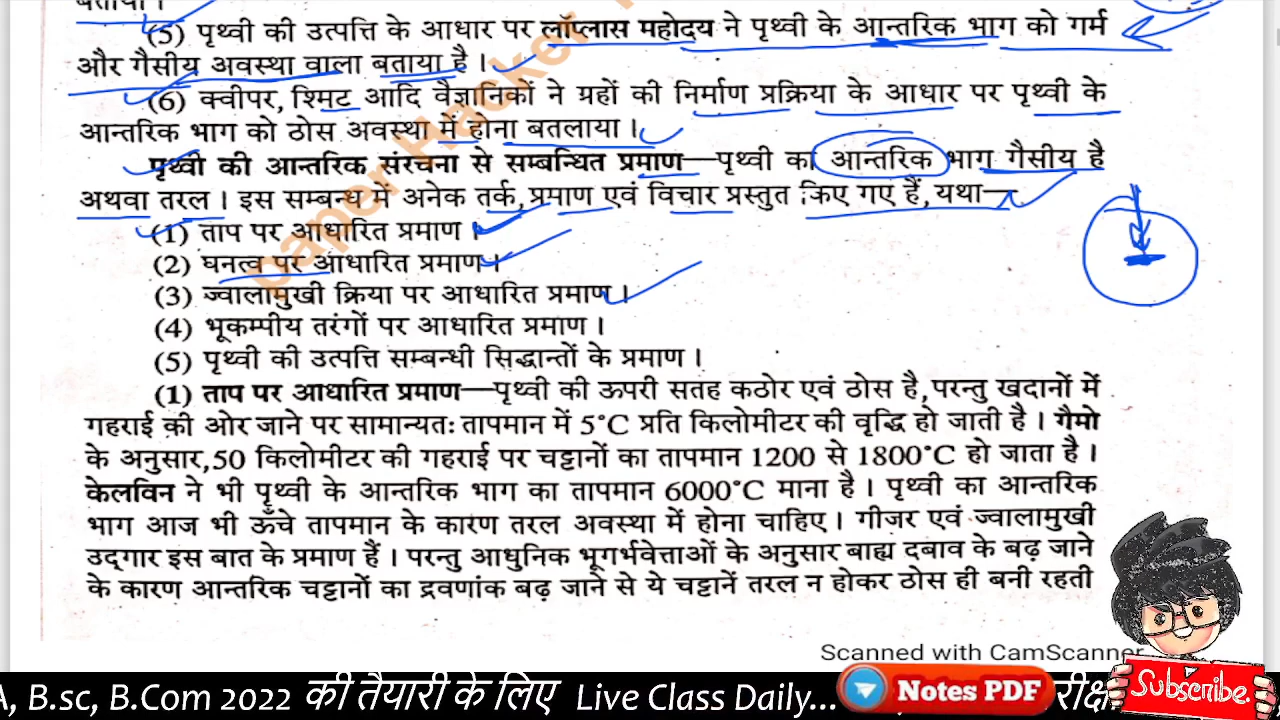 बताया।
(5) पृथ्वी की उत्पत्ति के आधार पर लॉप्लास महोदय ने पृथ्वी के आन्तरिक भाग को गर्म
और गैसीय अवस्था वाला बताया है।
(6) क्वीपर, श्मिट आदि वैज्ञानिकों ने ग्रहों की निर्माण प्रक्रिया के आधार पर पृथ्वी के
आन्तरिक भाग को ठोस अवस्था में होना बतलाया।
पृथ्वी की आन्तरिक संरचना से सम्बन्धित प्रमाण—पृथ्वी का आन्तरिक भाग गैसीय है
अथवा तरल। इस सम्बन्ध में अनेक तर्क, प्रमाण एवं विचार प्रस्तुत किए गए हैं, यथा—
(1) ताप पर आधारित प्रमाण।
(2) घनत्व पर आधारित प्रमाण।
(3) ज्वालामुखी क्रिया पर आधारित प्रमाण।
(4) भूकम्पीय तरंगों पर आधारित प्रमाण।
(5) पृथ्वी की उत्पत्ति सम्बन्धी सिद्धान्तों के प्रमाण।
(1) ताप पर आधारित प्रमाण—पृथ्वी की ऊपरी सतह कठोर एवं ठोस है, परन्तु खदानों में
गहराई की ओर जाने पर सामान्यतः तापमान में 5°C प्रति किलोमीटर की वृद्धि हो जाती है। गैमो
के अनुसार, 50 किलोमीटर की गहराई पर चट्टानों का तापमान 1200 से 1800°C हो जाता है।
केलविन ने भी पृथ्वी के आन्तरिक भाग का तापमान 6000°C माना है। पृथ्वी का आन्तरिक
भाग आज भी ऊँचे तापमान के कारण तरल अवस्था में होना चाहिए। गीजर एवं ज्वालामुखी
उद्गार इस बात के प्रमाण हैं। परन्तु आधुनिक भूगर्भवेत्ताओं के अनुसार बाह्य दबाव के बढ़ जाने
के कारण आन्तरिक चट्टानों का द्रवणांक बढ़ जाने से ये चट्टानें तरल न होकर ठोस ही बनी रहती
paper Hacker
Scanned with CamScanner
A, B.sc, B.Com 2022 की तैयारी के लिए Live Class Daily...
Notes PDF
Subscribe.